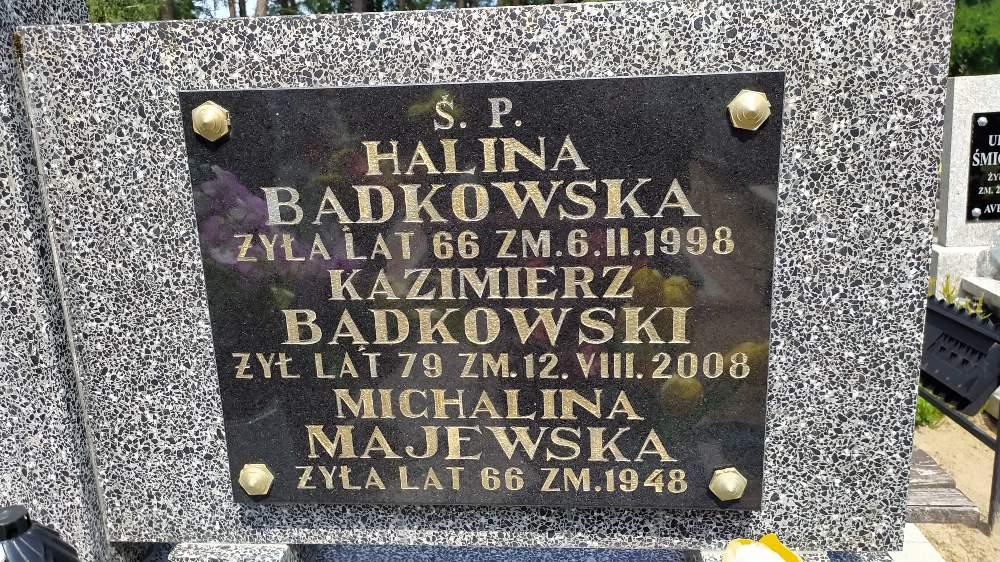 Ś. P.
HALINA
BĄDKOWSKA
ŻYŁA LAT 66 ZM. 6. II. 1998
KAZIMIERZ
BĄDKOWSKI
ŻYŁ LAT 79 ZM. 12. VIII. 2008
MICHALINA
MAJEWSKA
ŻYŁA LAT 66 ZM. 1948